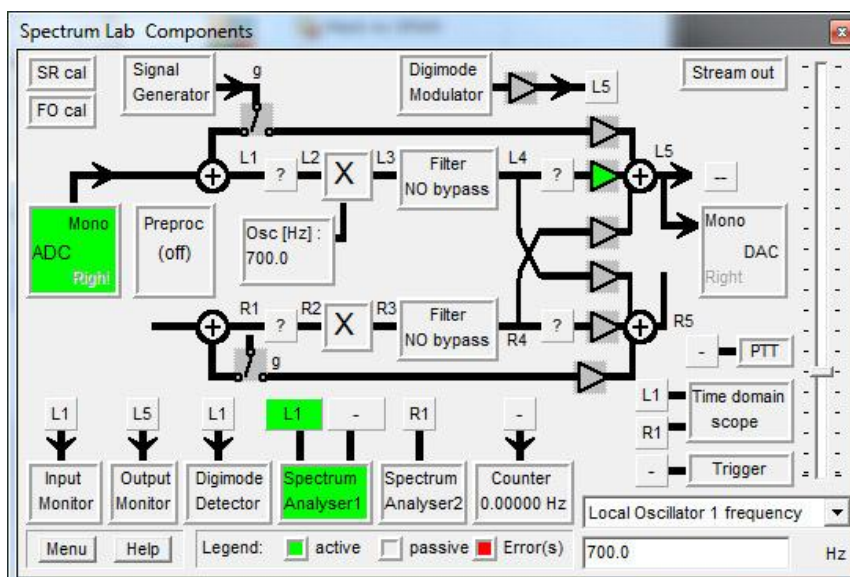 Spectrum Lab Components
SR cal
FO cal
Signal
Generator
g
Digimode
Modulator
L5
Stream out
L1
?
L2
X
L3
Filter
NO bypass
L4
?
L5
--
Mono
ADC
Right
Preproc
(off)
Osc [Hz] :
700.0
Mono
DAC
Right
R1
?
R2
X
R3
Filter
NO bypass
R4
?
R5
g
-
PTT
L1
R1
Time domain
scope
-
Trigger
L1
L5
L1
L1
-
R1
-
Input
Monitor
Output
Monitor
Digimode
Detector
Spectrum
Analyser1
Spectrum
Analyser2
Counter
0.00000 Hz
Local Oscillator 1 frequency
Menu
Help
Legend:
active
passive
Error(s)
700.0
Hz